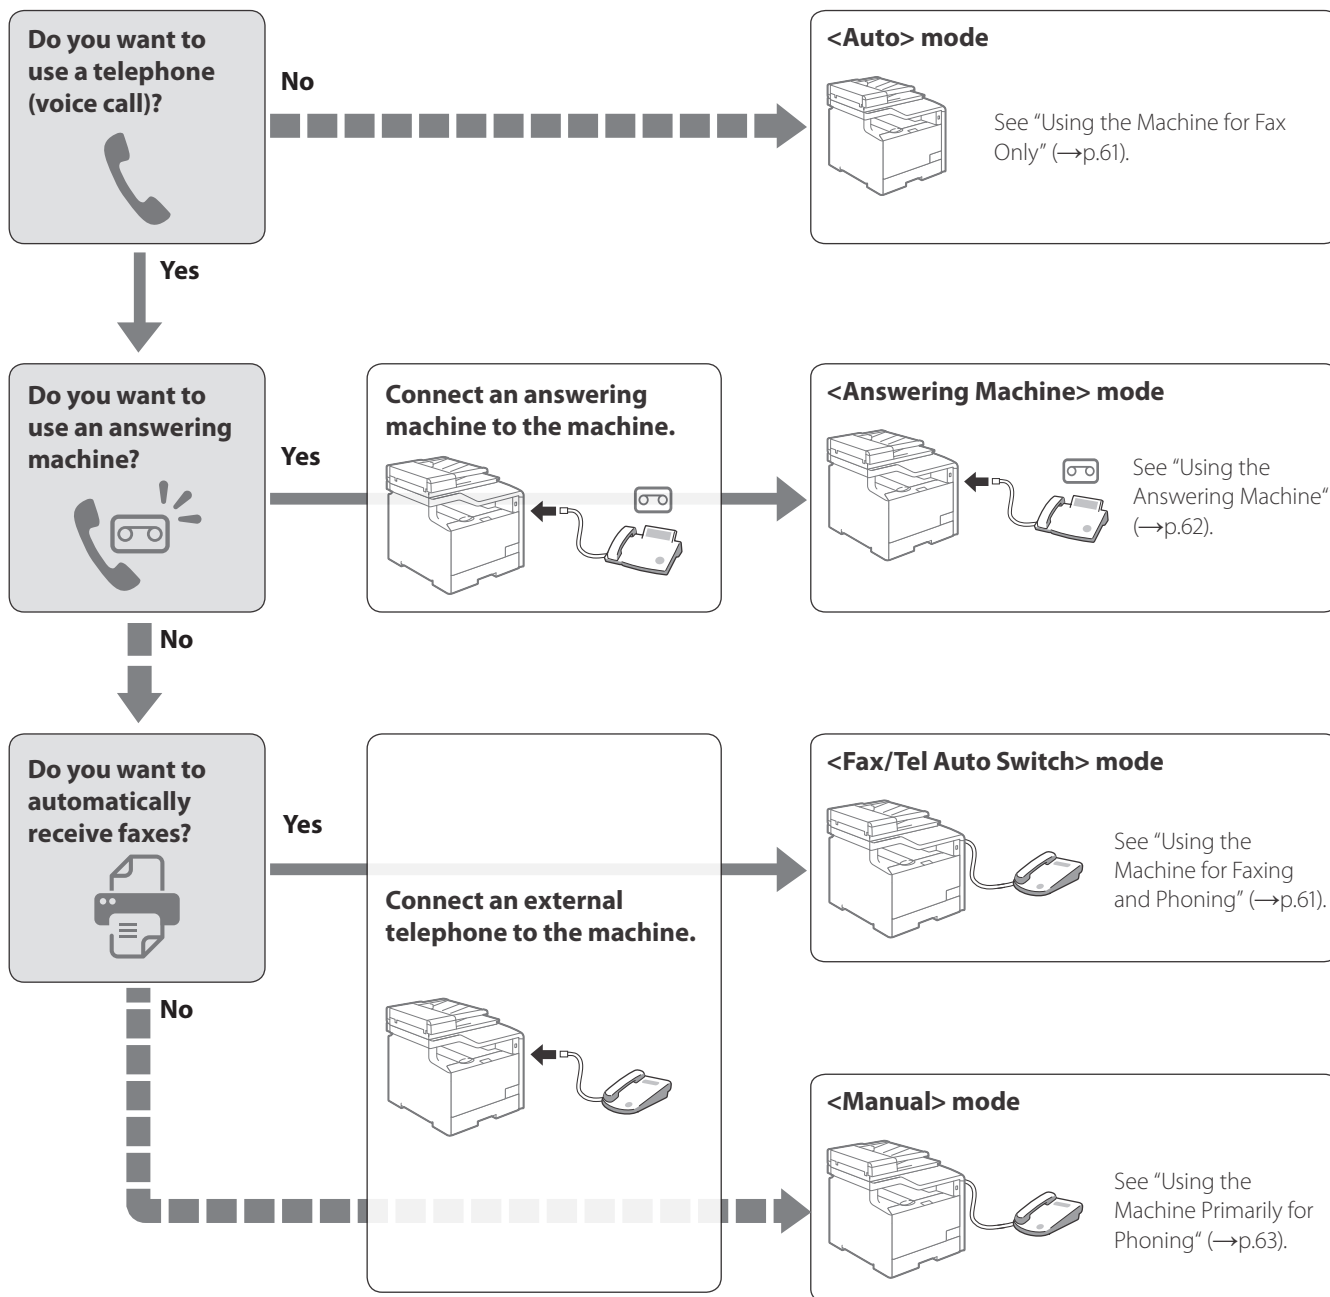 Do you want to
use a telephone
(voice call)?
No
<Auto> mode
See “Using the Machine for Fax
Only” (→p.61).
Yes
Do you want to
use an answering
machine?
Yes
Connect an answering
machine to the machine.
<Answering Machine> mode
See “Using the
Answering Machine“
(→p.62).
No
Do you want to
automatically
receive faxes?
Yes
Connect an external
telephone to the machine.
<Fax/Tel Auto Switch> mode
See “Using the
Machine for Faxing
and Phoning” (→p.61).
No
<Manual> mode
See “Using the
Machine Primarily for
Phoning“ (→p.63).